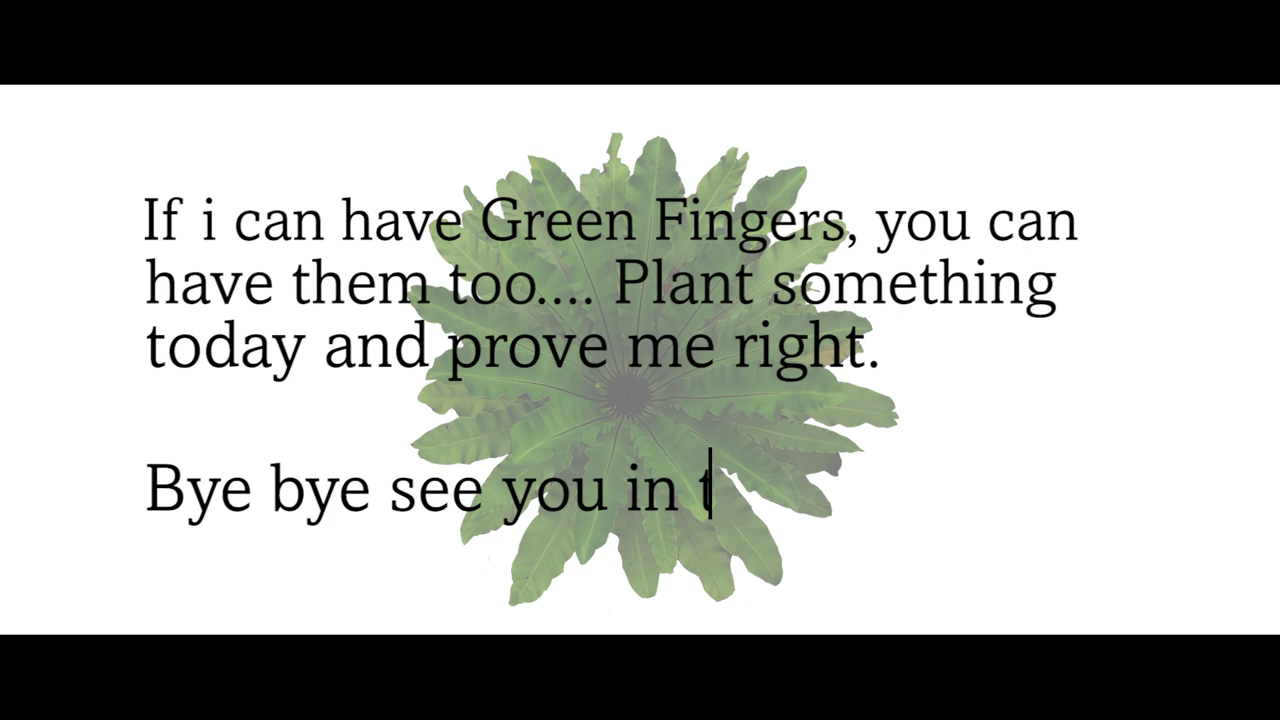 If i can have Green Fingers, you can
have them too.... Plant something
today and prove me right.
Bye bye see you in t